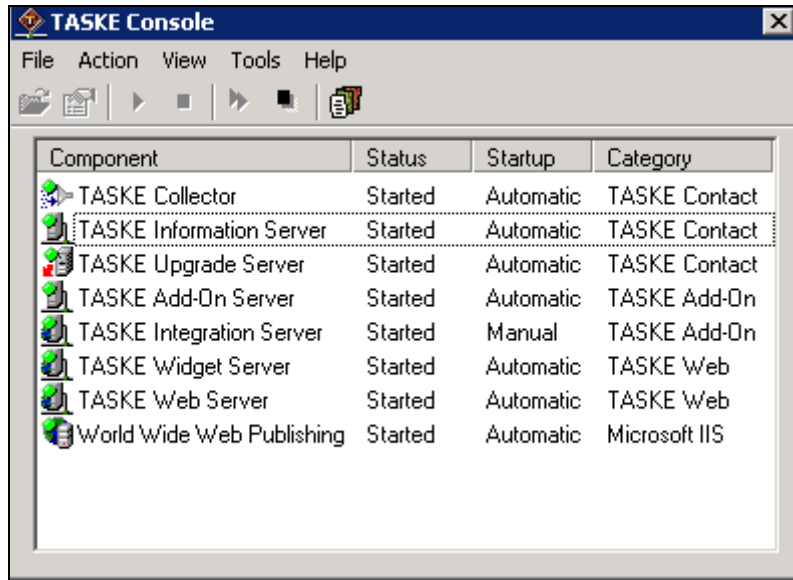 TASKE Console
File Action View Tools Help
Component Status Startup Category
TASKE Collector Started Automatic TASKE Contact
TASKE Information Server Started Automatic TASKE Contact
TASKE Upgrade Server Started Automatic TASKE Contact
TASKE Add-On Server Started Automatic TASKE Add-On
TASKE Integration Server Started Manual TASKE Add-On
TASKE Widget Server Started Automatic TASKE Web
TASKE Web Server Started Automatic TASKE Web
World Wide Web Publishing Started Automatic Microsoft IIS